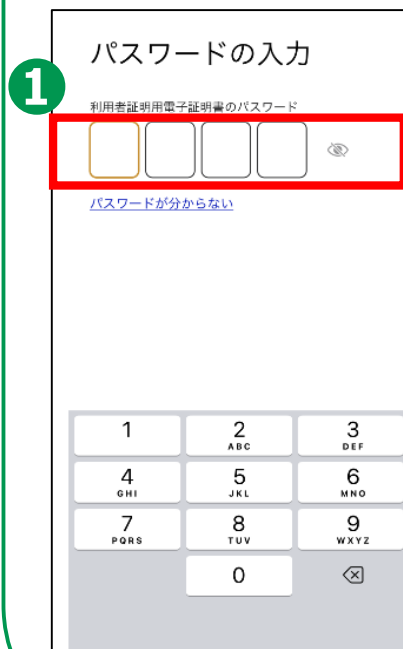 パスワードの入力
1
利用者証明用電子証明書のパスワード
パスワードが分からない
1
2
ABC
3
DEF
4
GHI
5
JKL
6
MNO
7
PQRS
8
TUV
9
WXYZ
0